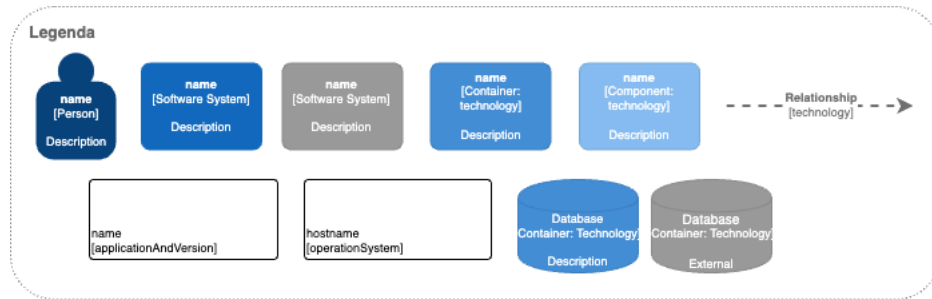 Legenda
name
[Person]
Description
name
[Software System]
Description
name
[Software System]
Description
name
[Container:
technology]
Description
name
[Component:
technology]
Description
Relationship
[technology]
name
[applicationAndVersion]
hostname
[operationSystem]
Database
Container: Technology]
Description
Database
Container: Technology]
External